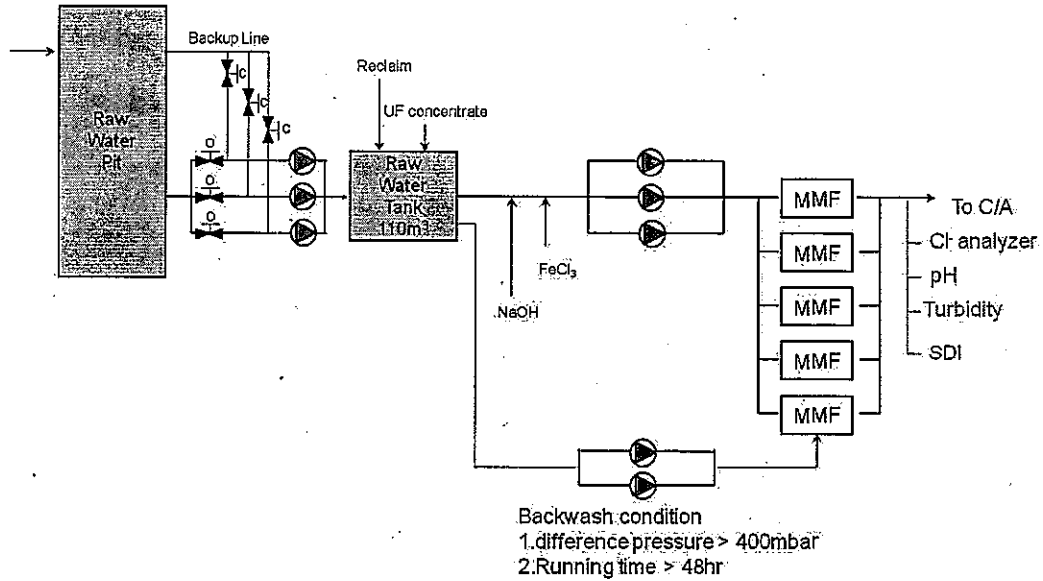 Backup Line
C
C
C
Raw
Water
Pit
O
O
O
Reclaim
UF concentrate
Raw
Water
Tank
110m3
NaOH
FeCl₃
MMF
MMF
MMF
MMF
MMF
To C/A
Cl analyzer
pH
Turbidity
SDI
Backwash condition
1.difference pressure > 400mbar
2.Running time > 48hr